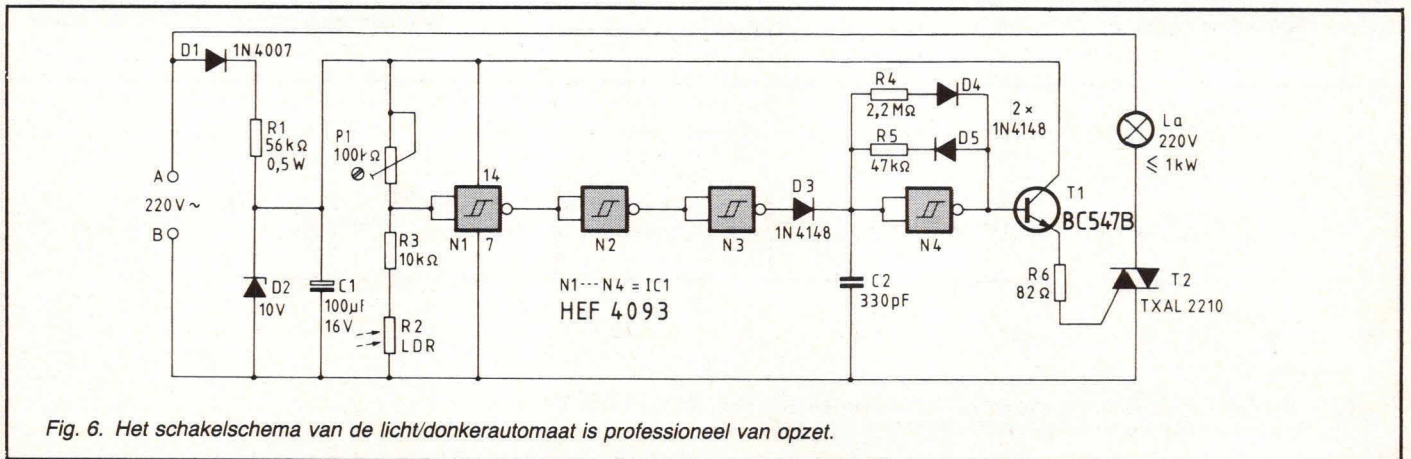 D1
1N4007
R1
56kΩ
0,5W
A
220V~
B
D2
10V
C1
100µF
16V
P1
100kΩ
R3
10kΩ
R2
LDR
14
7
N1
N2
N3
N1---N4 = IC1
HEF 4093
D3
1N4148
C2
330pF
R4
2,2MΩ
D4
R5
47kΩ
D5
2×
1N4148
N4
T1
BC547B
R6
82Ω
La
220V
≤ 1kW
T2
TXAL 2210
Fig. 6. Het schakelschema van de licht/donkerautomaat is professioneel van opzet.